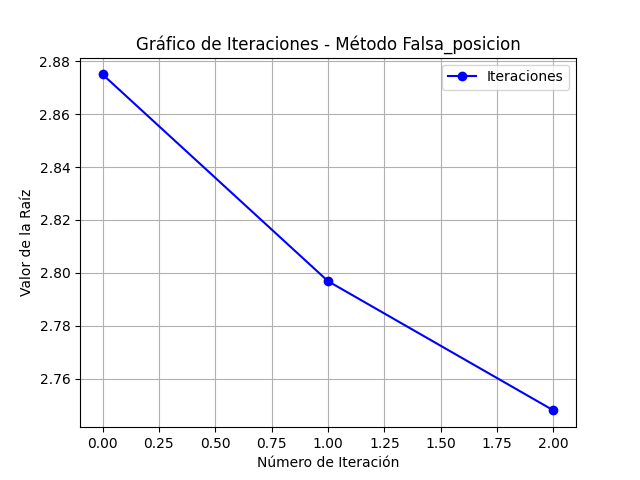 Gráfico de Iteraciones - Método Falsa_posicion
Iteraciones
Valor de la Raíz
2.88
2.86
2.84
2.82
2.80
2.78
2.76
0.00 0.25 0.50 0.75 1.00 1.25 1.50 1.75 2.00
Número de Iteración